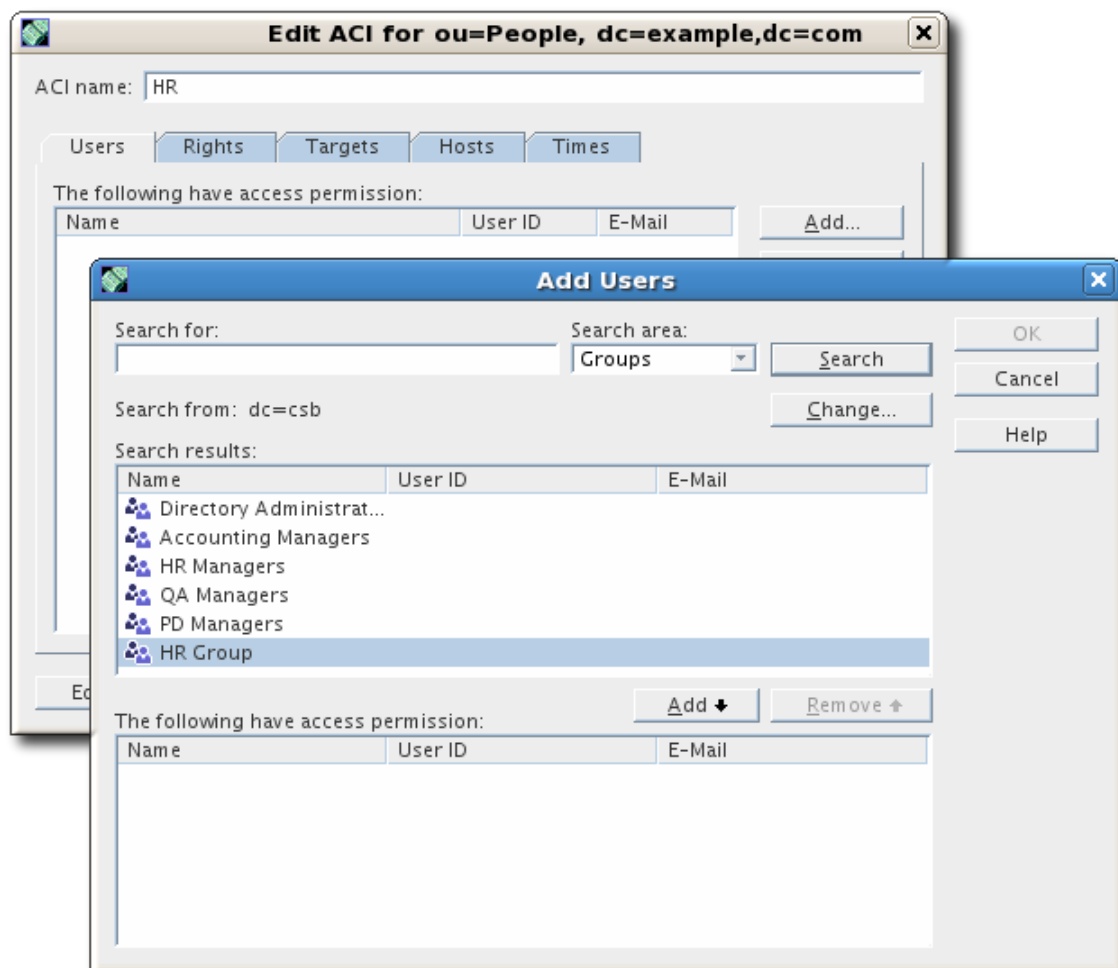 Edit ACI for ou=People, dc=example,dc=com
ACI name: HR
Users Rights Targets Hosts Times
The following have access permission:
Name User ID E-Mail Add...
Add Users
Search for: Search area:
Groups Search OK
Cancel
Search from: dc=csb Change...
Help
Search results:
Name User ID E-Mail
Directory Administrat...
Accounting Managers
HR Managers
QA Managers
PD Managers
HR Group
Add Remove
The following have access permission:
Name User ID E-Mail